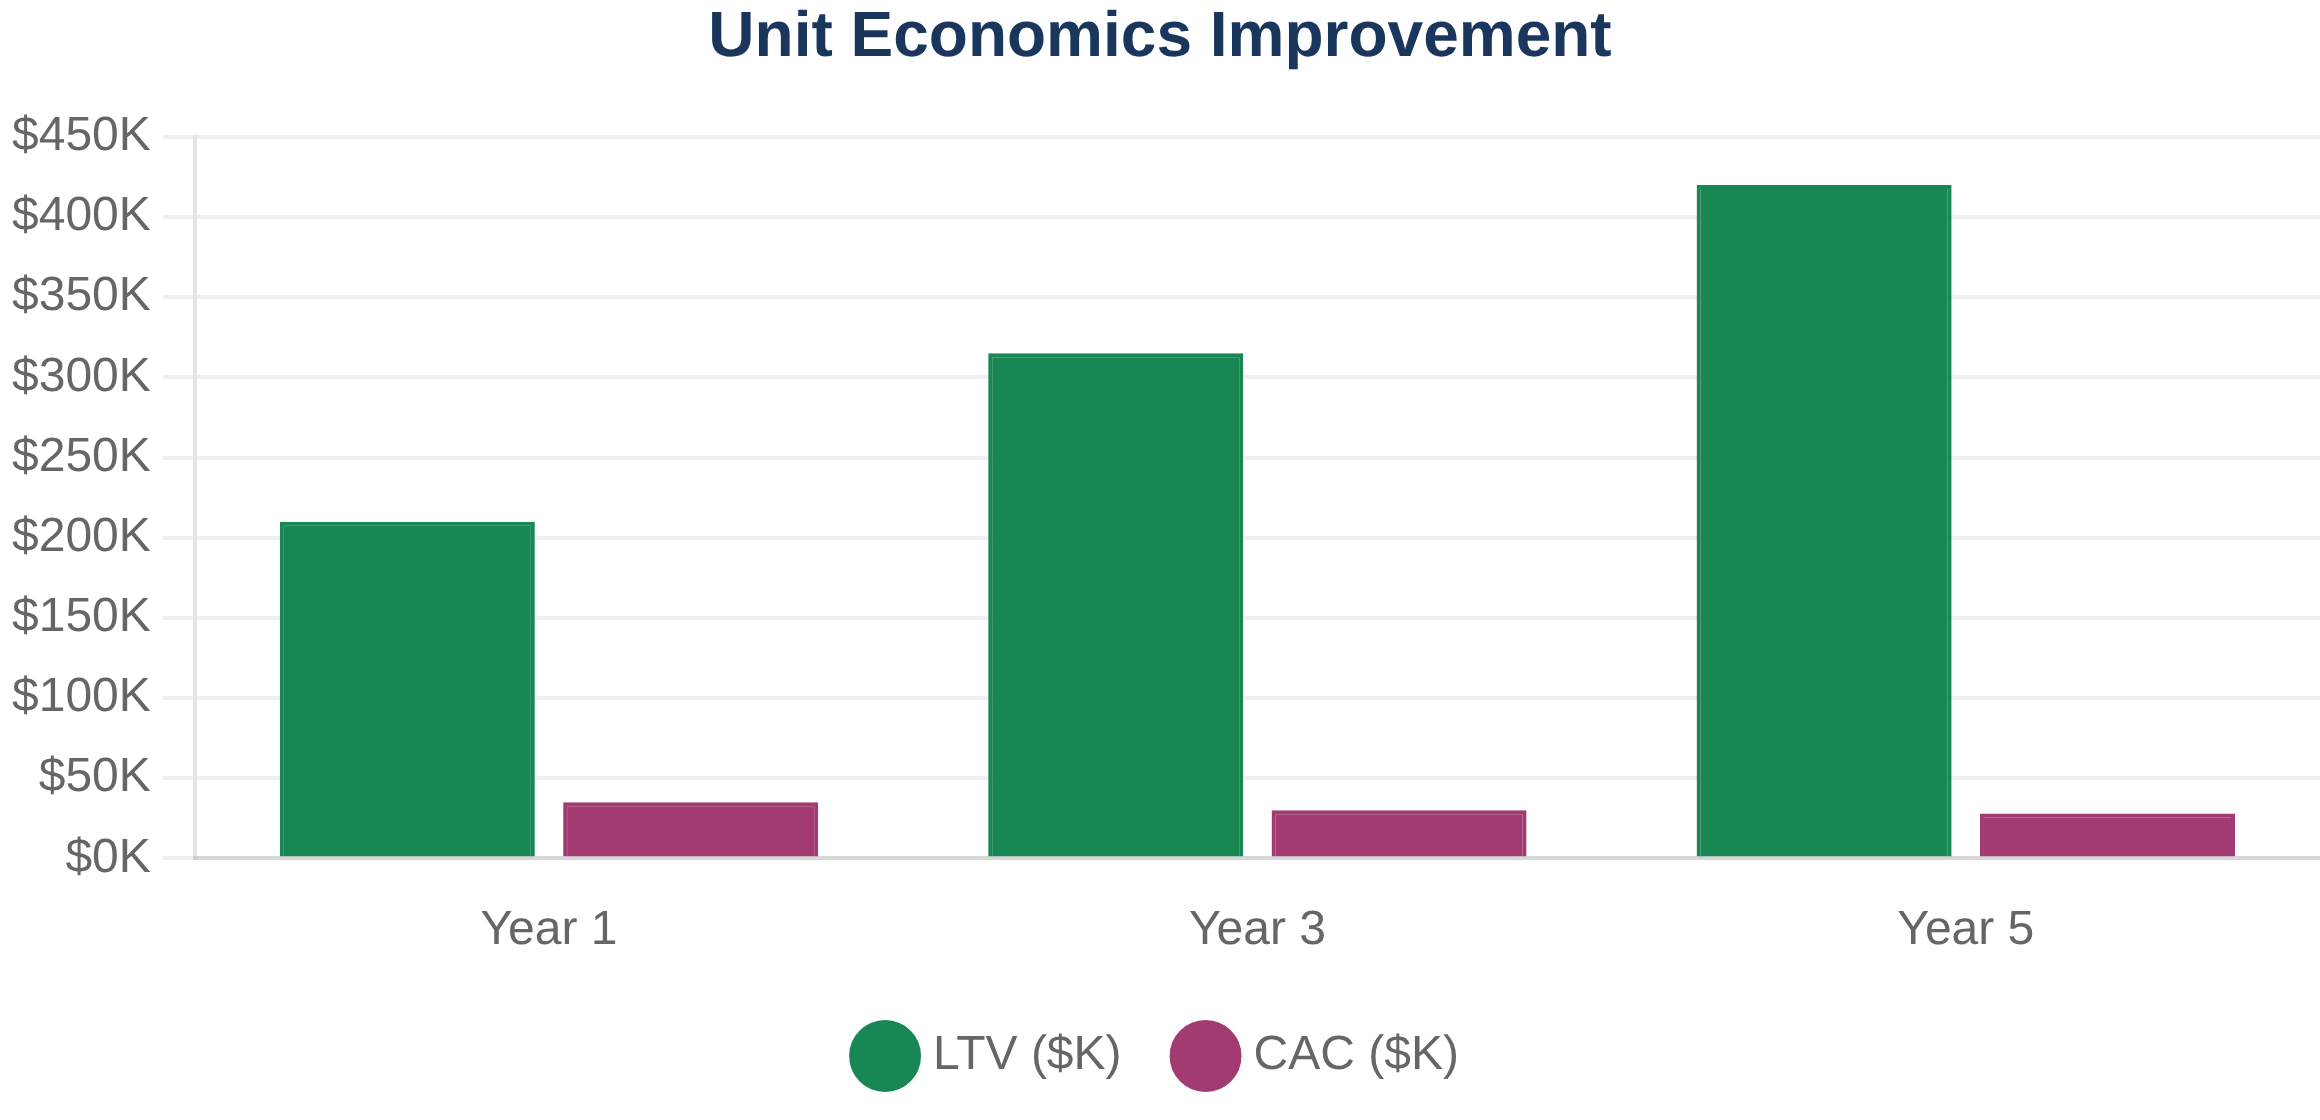 Unit Economics Improvement
$450K
$400K
$350K
$300K
$250K
$200K
$150K
$100K
$50K
$0K
Year 1 Year 3 Year 5
LTV ($K) CAC ($K)